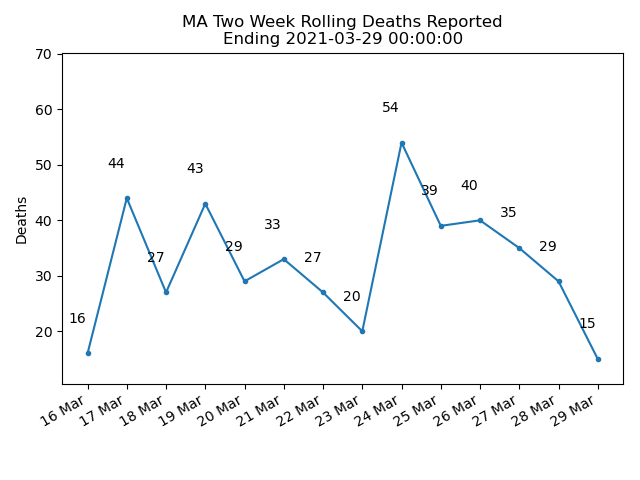 MA Two Week Rolling Deaths Reported
Ending 2021-03-29 00:00:00
70
60
50
40
30
20
Deaths
16
44
27
43
29
33
27
20
54
39
40
35
29
15
16 Mar
17 Mar
18 Mar
19 Mar
20 Mar
21 Mar
22 Mar
23 Mar
24 Mar
25 Mar
26 Mar
27 Mar
28 Mar
29 Mar